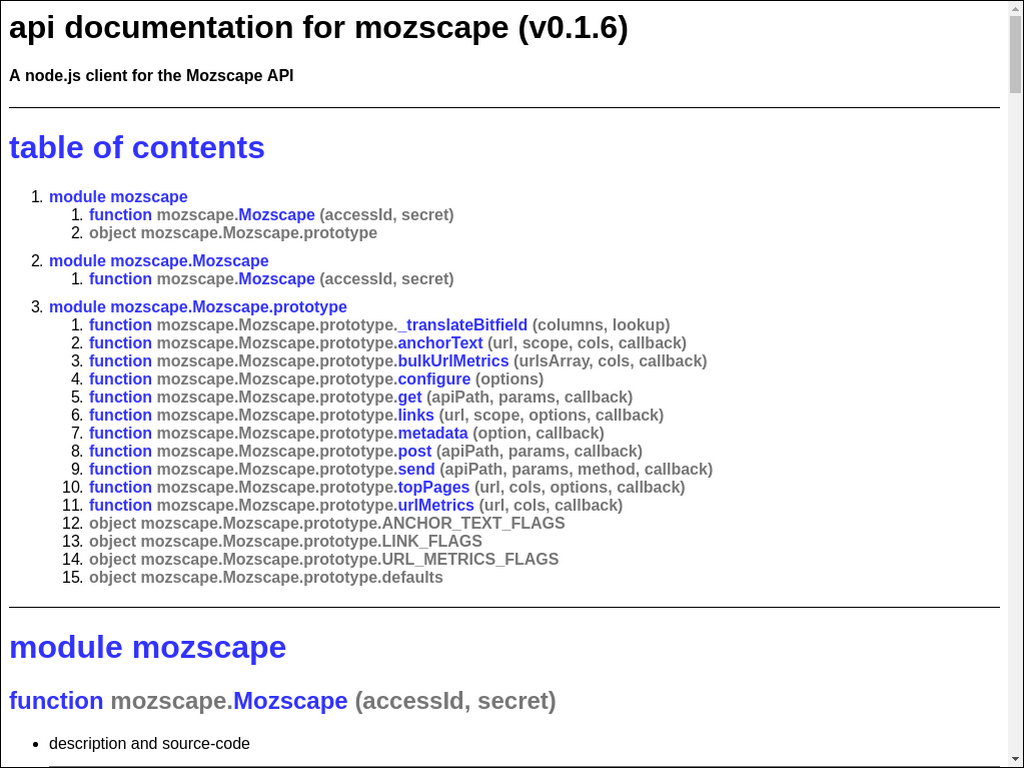 api documentation for mozscape (v0.1.6)
A node.js client for the Mozscape API
table of contents
1. module mozscape
1. function mozscape.Mozscape (accessId, secret)
2. object mozscape.Mozscape.prototype
2. module mozscape.Mozscape
1. function mozscape.Mozscape (accessId, secret)
3. module mozscape.Mozscape.prototype
1. function mozscape.Mozscape.prototype._translateBitfield (columns, lookup)
2. function mozscape.Mozscape.prototype.anchorText (url, scope, cols, callback)
3. function mozscape.Mozscape.prototype.bulkUrlMetrics (urlsArray, cols, callback)
4. function mozscape.Mozscape.prototype.configure (options)
5. function mozscape.Mozscape.prototype.get (apiPath, params, callback)
6. function mozscape.Mozscape.prototype.links (url, scope, options, callback)
7. function mozscape.Mozscape.prototype.metadata (option, callback)
8. function mozscape.Mozscape.prototype.post (apiPath, params, callback)
9. function mozscape.Mozscape.prototype.send (apiPath, params, method, callback)
10. function mozscape.Mozscape.prototype.topPages (url, cols, options, callback)
11. function mozscape.Mozscape.prototype.urlMetrics (url, cols, callback)
12. object mozscape.Mozscape.prototype.ANCHOR_TEXT_FLAGS
13. object mozscape.Mozscape.prototype.LINK_FLAGS
14. object mozscape.Mozscape.prototype.URL_METRICS_FLAGS
15. object mozscape.Mozscape.prototype.defaults
module mozscape
function mozscape.Mozscape (accessId, secret)
• description and source-code